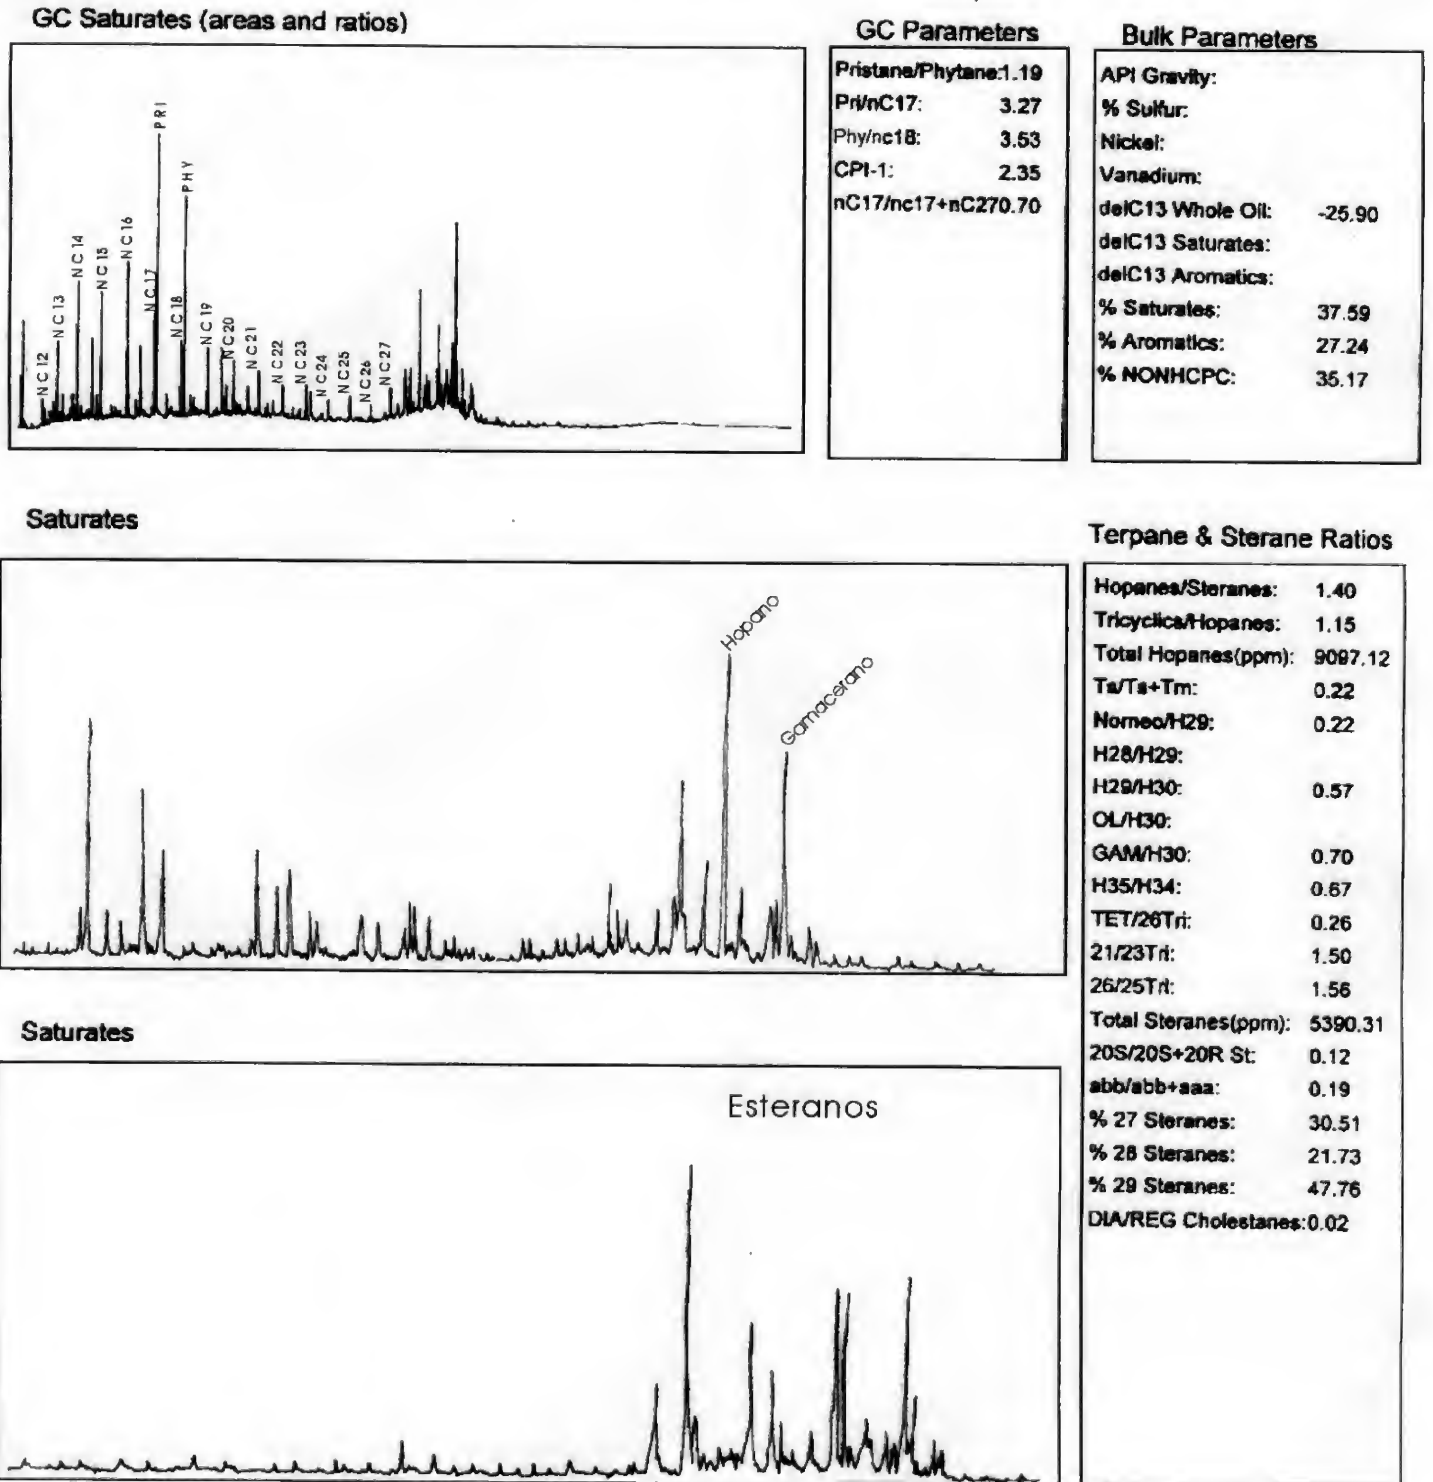 GC Saturates (areas and ratios)
NC12
NC13
NC14
NC15
NC16
NC17
PRI
NC18
PHY
NC19
NC20
NC21
NC22
NC23
NC24
NC25
NC26
NC27
GC Parameters
Pristane/Phytane:1.19
Pri/nC17: 3.27
Phy/nc18: 3.53
CPI-1: 2.35
nC17/nc17+nC270.70
Bulk Parameters
API Gravity:
% Sulfur:
Nickel:
Vanadium:
delC13 Whole Oil: -25.90
delC13 Saturates:
delC13 Aromatics:
% Saturates: 37.59
% Aromatics: 27.24
% NONHCPC: 35.17
Saturates
Hopano
Gamacerano
Terpane & Sterane Ratios
Hopanes/Steranes: 1.40
Tricyclics/Hopanes: 1.15
Total Hopanes(ppm): 9097.12
Ts/Ts+Tm: 0.22
Norneo/H29: 0.22
H28/H29:
H29/H30: 0.57
OL/H30:
GAM/H30: 0.70
H35/H34: 0.67
TET/26Tri: 0.26
21/23Tri: 1.50
26/25Tri: 1.56
Total Steranes(ppm): 5390.31
20S/20S+20R St: 0.12
abb/abb+aaa: 0.19
% 27 Steranes: 30.51
% 28 Steranes: 21.73
% 29 Steranes: 47.76
DIA/REG Cholestanes:0.02
Saturates
Esteranos